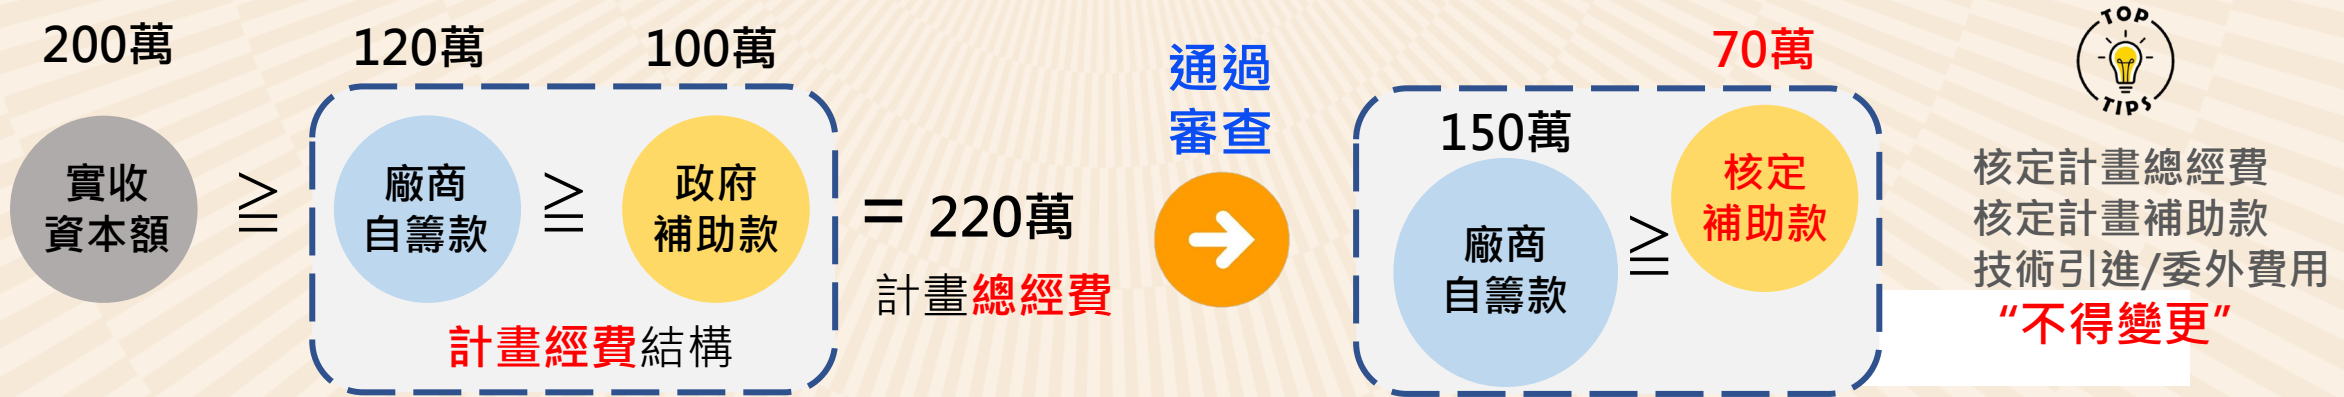 200萬
實收
資本額
≧
120萬
廠商
自籌款
≧
100萬
政府
補助款
計畫經費結構
= 220萬
計畫總經費
通過
審查
150萬
廠商
自籌款
≧
70萬
核定
補助款
TOP
TIPS
核定計畫總經費
核定計畫補助款
技術引進/委外費用
“不得變更”